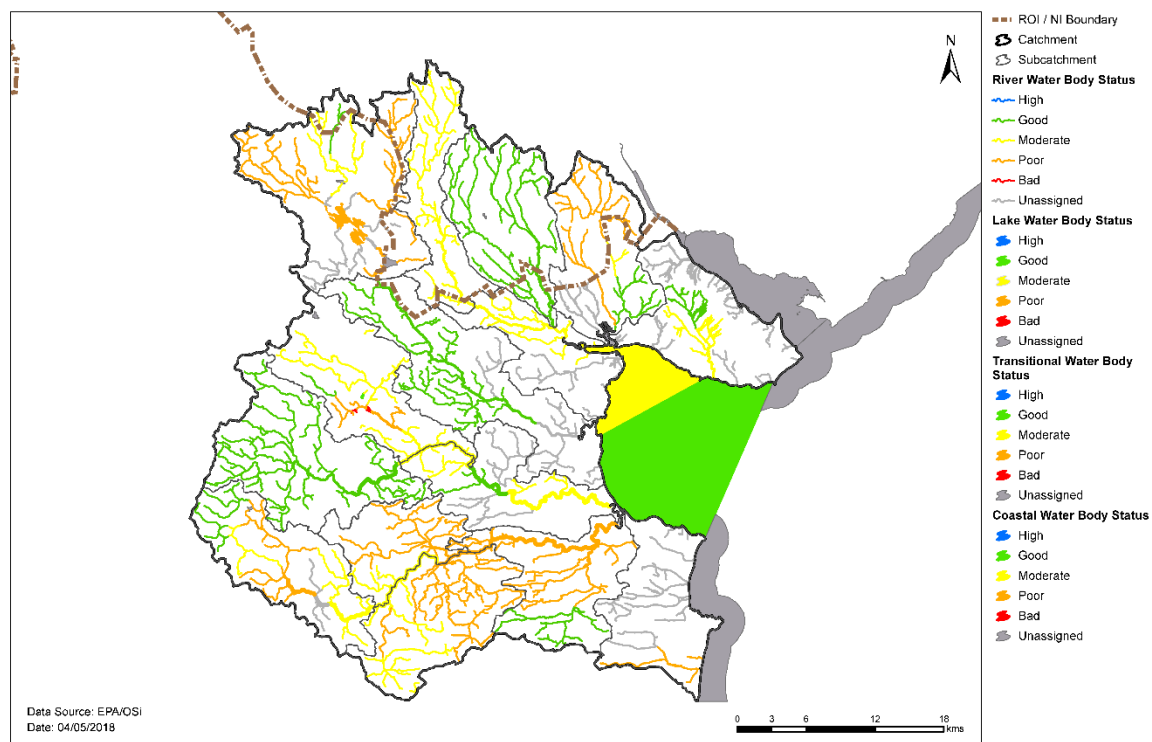 N
ROI / NI Boundary
Catchment
Subcatchment
River Water Body Status
High
Good
Moderate
Poor
Bad
Unassigned
Lake Water Body Status
High
Good
Moderate
Poor
Bad
Unassigned
Transitional Water Body
Status
High
Good
Moderate
Poor
Bad
Unassigned
Coastal Water Body Status
High
Good
Moderate
Poor
Bad
Unassigned
Data Source: EPA/OSi
Date: 04/05/2018
0 3 6 12 18
kms